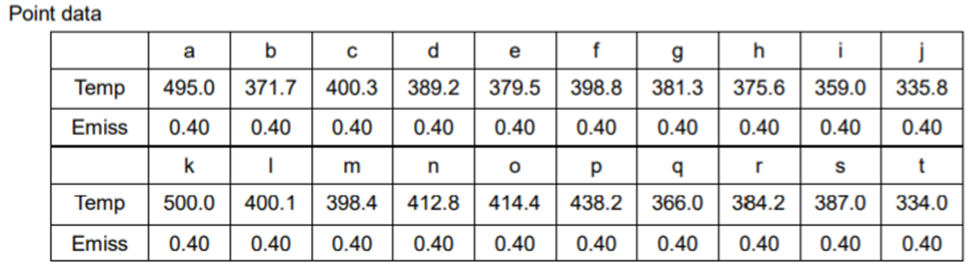 Point data
a b c d e f g h i j
Temp 495.0 371.7 400.3 389.2 379.5 398.8 381.3 375.6 359.0 335.8
Emiss 0.40 0.40 0.40 0.40 0.40 0.40 0.40 0.40 0.40 0.40
k l m n o p q r s t
Temp 500.0 400.1 398.4 412.8 414.4 438.2 366.0 384.2 387.0 334.0
Emiss 0.40 0.40 0.40 0.40 0.40 0.40 0.40 0.40 0.40 0.40